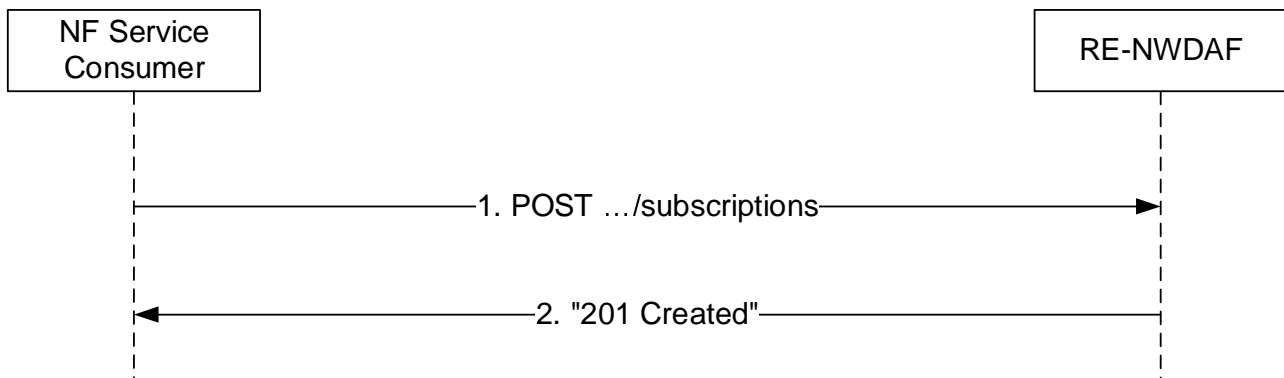 NF Service
Consumer
RE-NWDAF
1. POST …/subscriptions
2. "201 Created"